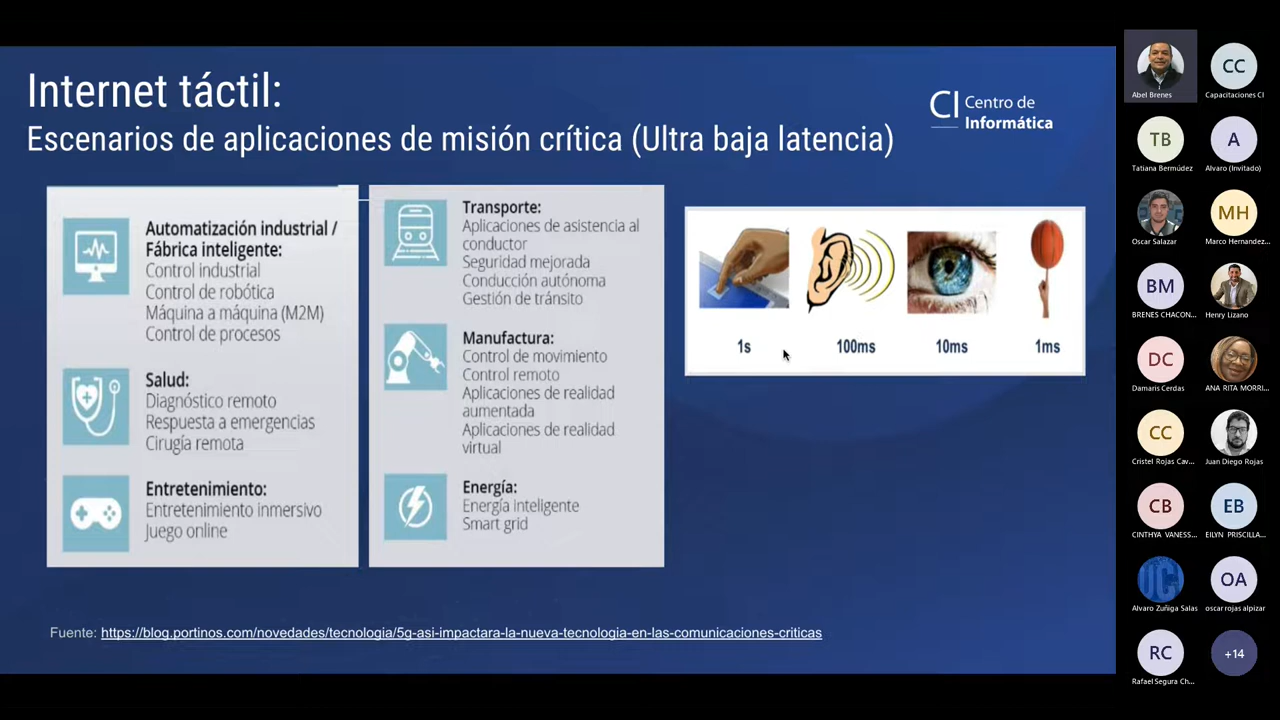 Internet táctil:
Escenarios de aplicaciones de misión crítica (Ultra baja latencia)
CI Centro de
Informática
Automatización industrial /
Fábrica inteligente:
Control industrial
Control de robótica
Máquina a máquina (M2M)
Control de procesos
Salud:
Diagnóstico remoto
Respuesta a emergencias
Cirugía remota
Entretenimiento:
Entretenimiento inmersivo
Juego online
Transporte:
Aplicaciones de asistencia al
conductor
Seguridad mejorada
Conducción autónoma
Gestión de tránsito
Manufactura:
Control de movimiento
Control remoto
Aplicaciones de realidad
aumentada
Aplicaciones de realidad
virtual
Energía:
Energía inteligente
Smart grid
1s 100ms 10ms 1ms
Fuente: https://blog.portinos.com/novedades/tecnologia/5g-asi-impactara-la-nueva-tecnologia-en-las-comunicaciones-criticas
CC
Abel Brenes Capacitaciones CI
TB A
Tatiana Bermúdez Alvaro (Invitado)
MH
Oscar Salazar Marco Hernandez...
BM
BRENES CHACON... Henry Lizano
DC
Damaris Cerdas ANA RITA MORRI...
CC
Cristel Rojas Cav... Juan Diego Rojas
CB EB
CINTHYA VANESS... EILYN PRISCILLA...
OA
Alvaro Zuñiga Salas oscar rojas alpizar
RC +14
Rafael Segura Ch...